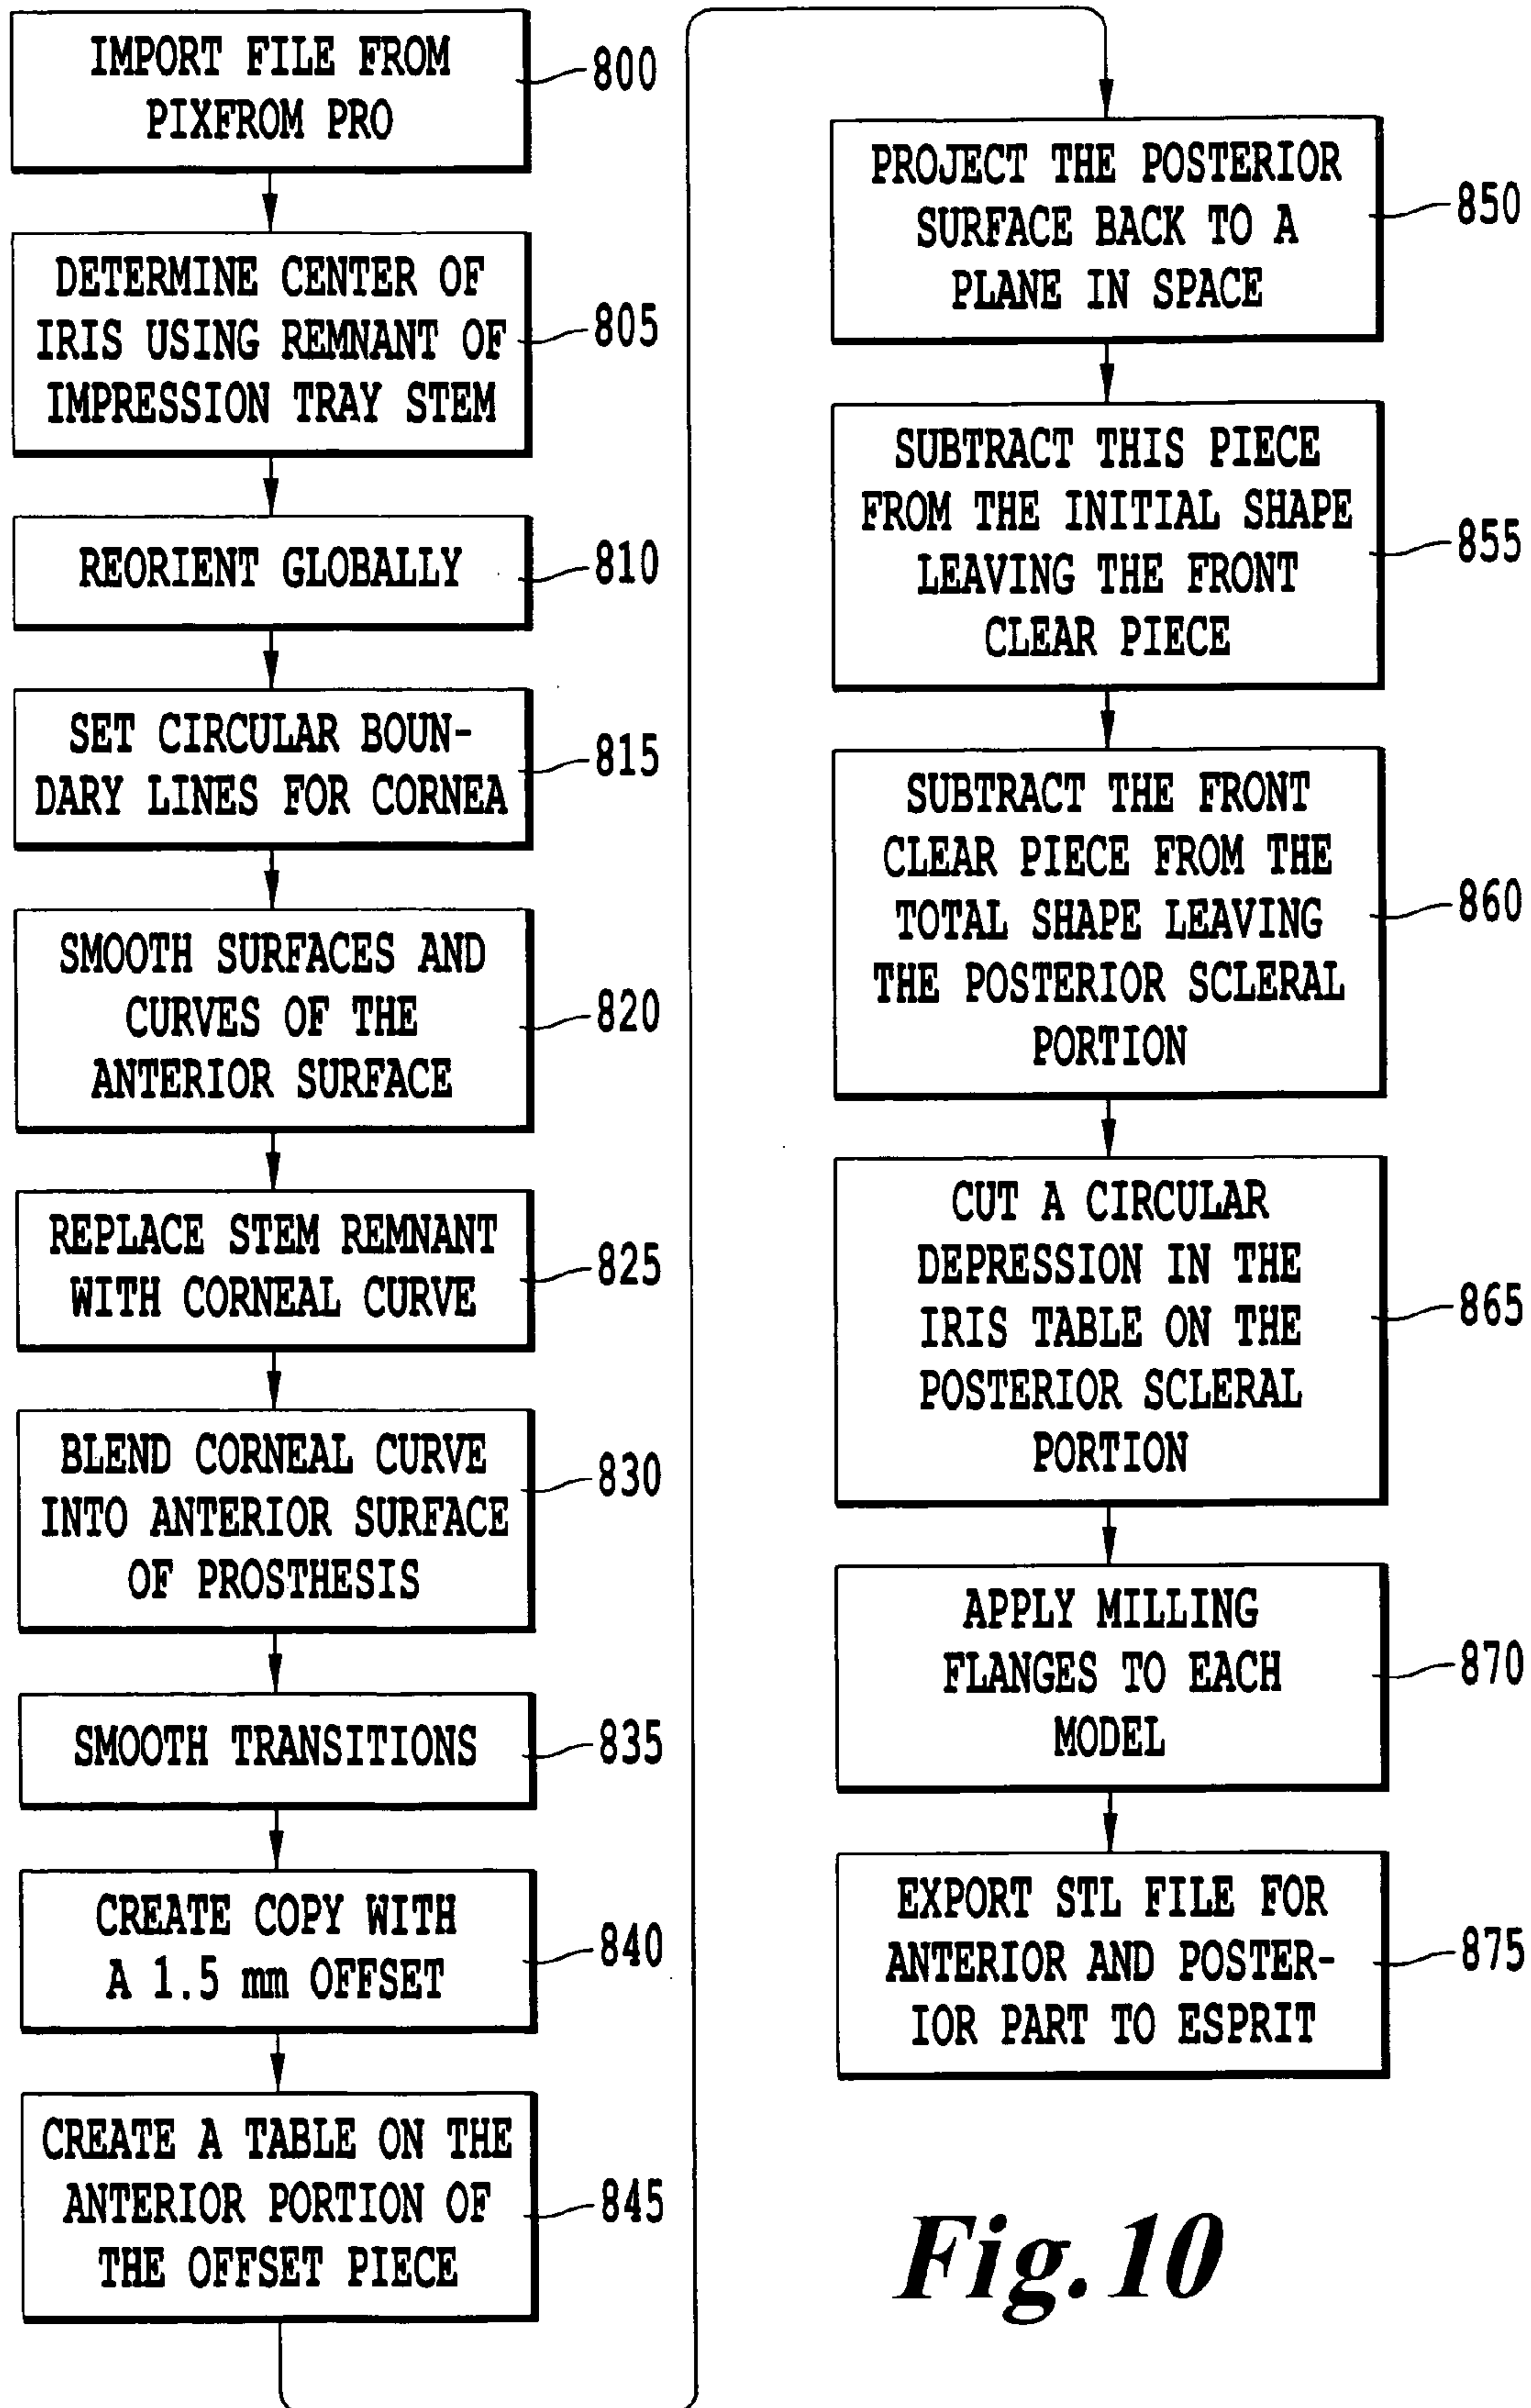 IMPORT FILE FROM
PIXFROM PRO
800
DETERMINE CENTER OF
IRIS USING REMNANT OF
IMPRESSION TRAY STEM
805
REORIENT GLOBALLY
810
SET CIRCULAR BOUN-
DARY LINES FOR CORNEA
815
SMOOTH SURFACES AND
CURVES OF THE
ANTERIOR SURFACE
820
REPLACE STEM REMNANT
WITH CORNEAL CURVE
825
BLEND CORNEAL CURVE
INTO ANTERIOR SURFACE
OF PROSTHESIS
830
SMOOTH TRANSITIONS
835
CREATE COPY WITH
A 1.5 mm OFFSET
840
CREATE A TABLE ON THE
ANTERIOR PORTION OF
THE OFFSET PIECE
845
PROJECT THE POSTERIOR
SURFACE BACK TO A
PLANE IN SPACE
850
SUBTRACT THIS PIECE
FROM THE INITIAL SHAPE
LEAVING THE FRONT
CLEAR PIECE
855
SUBTRACT THE FRONT
CLEAR PIECE FROM THE
TOTAL SHAPE LEAVING
THE POSTERIOR SCLERAL
PORTION
860
CUT A CIRCULAR
DEPRESSION IN THE
IRIS TABLE ON THE
POSTERIOR SCLERAL
PORTION
865
APPLY MILLING
FLANGES TO EACH
MODEL
870
EXPORT STL FILE FOR
ANTERIOR AND POSTER-
IOR PART TO ESPRIT
875
Fig. 10